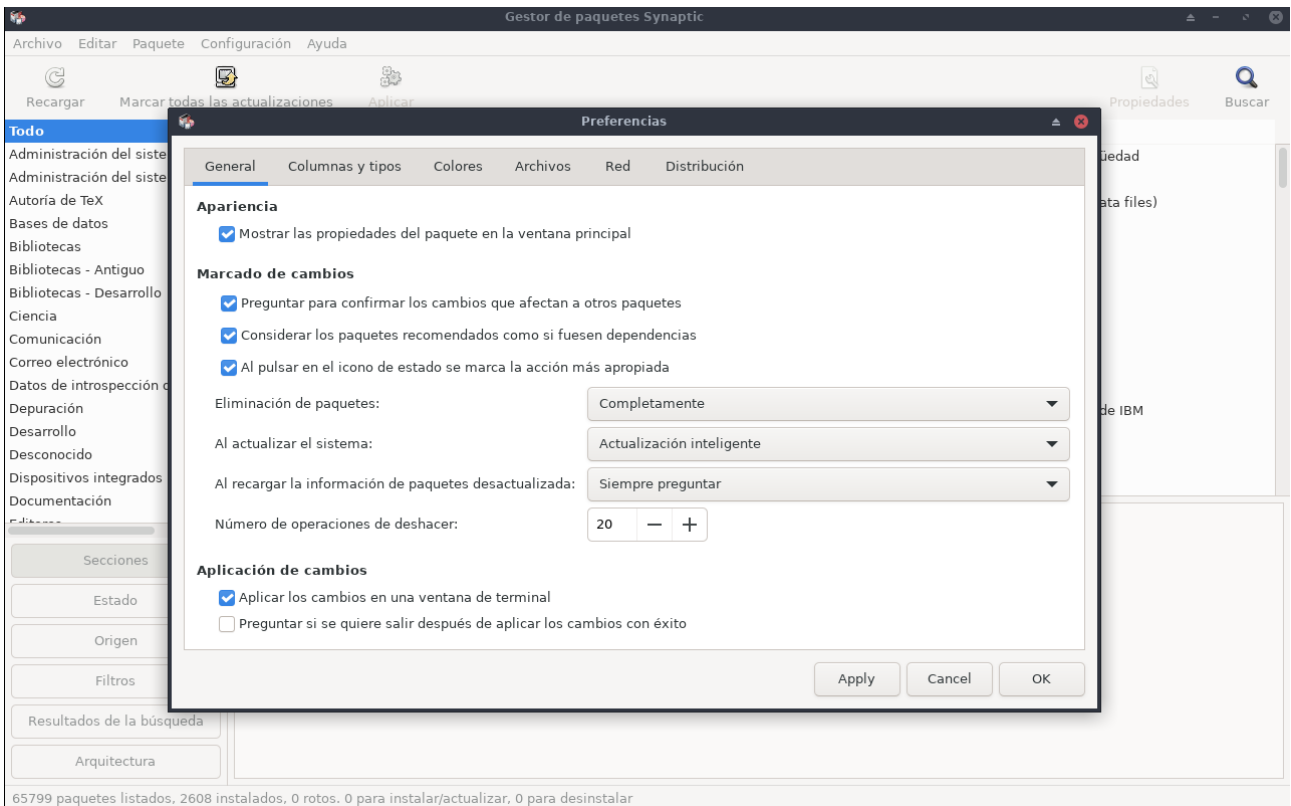 Gestor de paquetes Synaptic
Archivo Editar Paquete Configuración Ayuda
Recargar Marcar todas las actualizaciones Aplicar Propiedades Buscar
Preferencias
Todo
Administración del siste
Administración del siste
Autoría de TeX
Bases de datos
Bibliotecas
Bibliotecas - Antiguo
Bibliotecas - Desarrollo
Ciencia
Comunicación
Correo electrónico
Datos de introspección
Depuración
Desarrollo
Desconocido
Dispositivos integrados
Documentación
Editores
Secciones
Estado
Origen
Filtros
Resultados de la búsqueda
Arquitectura
General Columnas y tipos Colores Archivos Red Distribución
Apariencia
Mostrar las propiedades del paquete en la ventana principal
Marcado de cambios
Preguntar para confirmar los cambios que afectan a otros paquetes
Considerar los paquetes recomendados como si fuesen dependencias
Al pulsar en el icono de estado se marca la acción más apropiada
Eliminación de paquetes: Completamente
Al actualizar el sistema: Actualización inteligente
Al recargar la información de paquetes desactualizada: Siempre preguntar
Número de operaciones de deshacer: 20
Aplicación de cambios
Aplicar los cambios en una ventana de terminal
Preguntar si se quiere salir después de aplicar los cambios con éxito
Apply Cancel OK
üedad
ata files)
de IBM
65799 paquetes listados, 2608 instalados, 0 rotos. 0 para instalar/actualizar, 0 para desinstalar